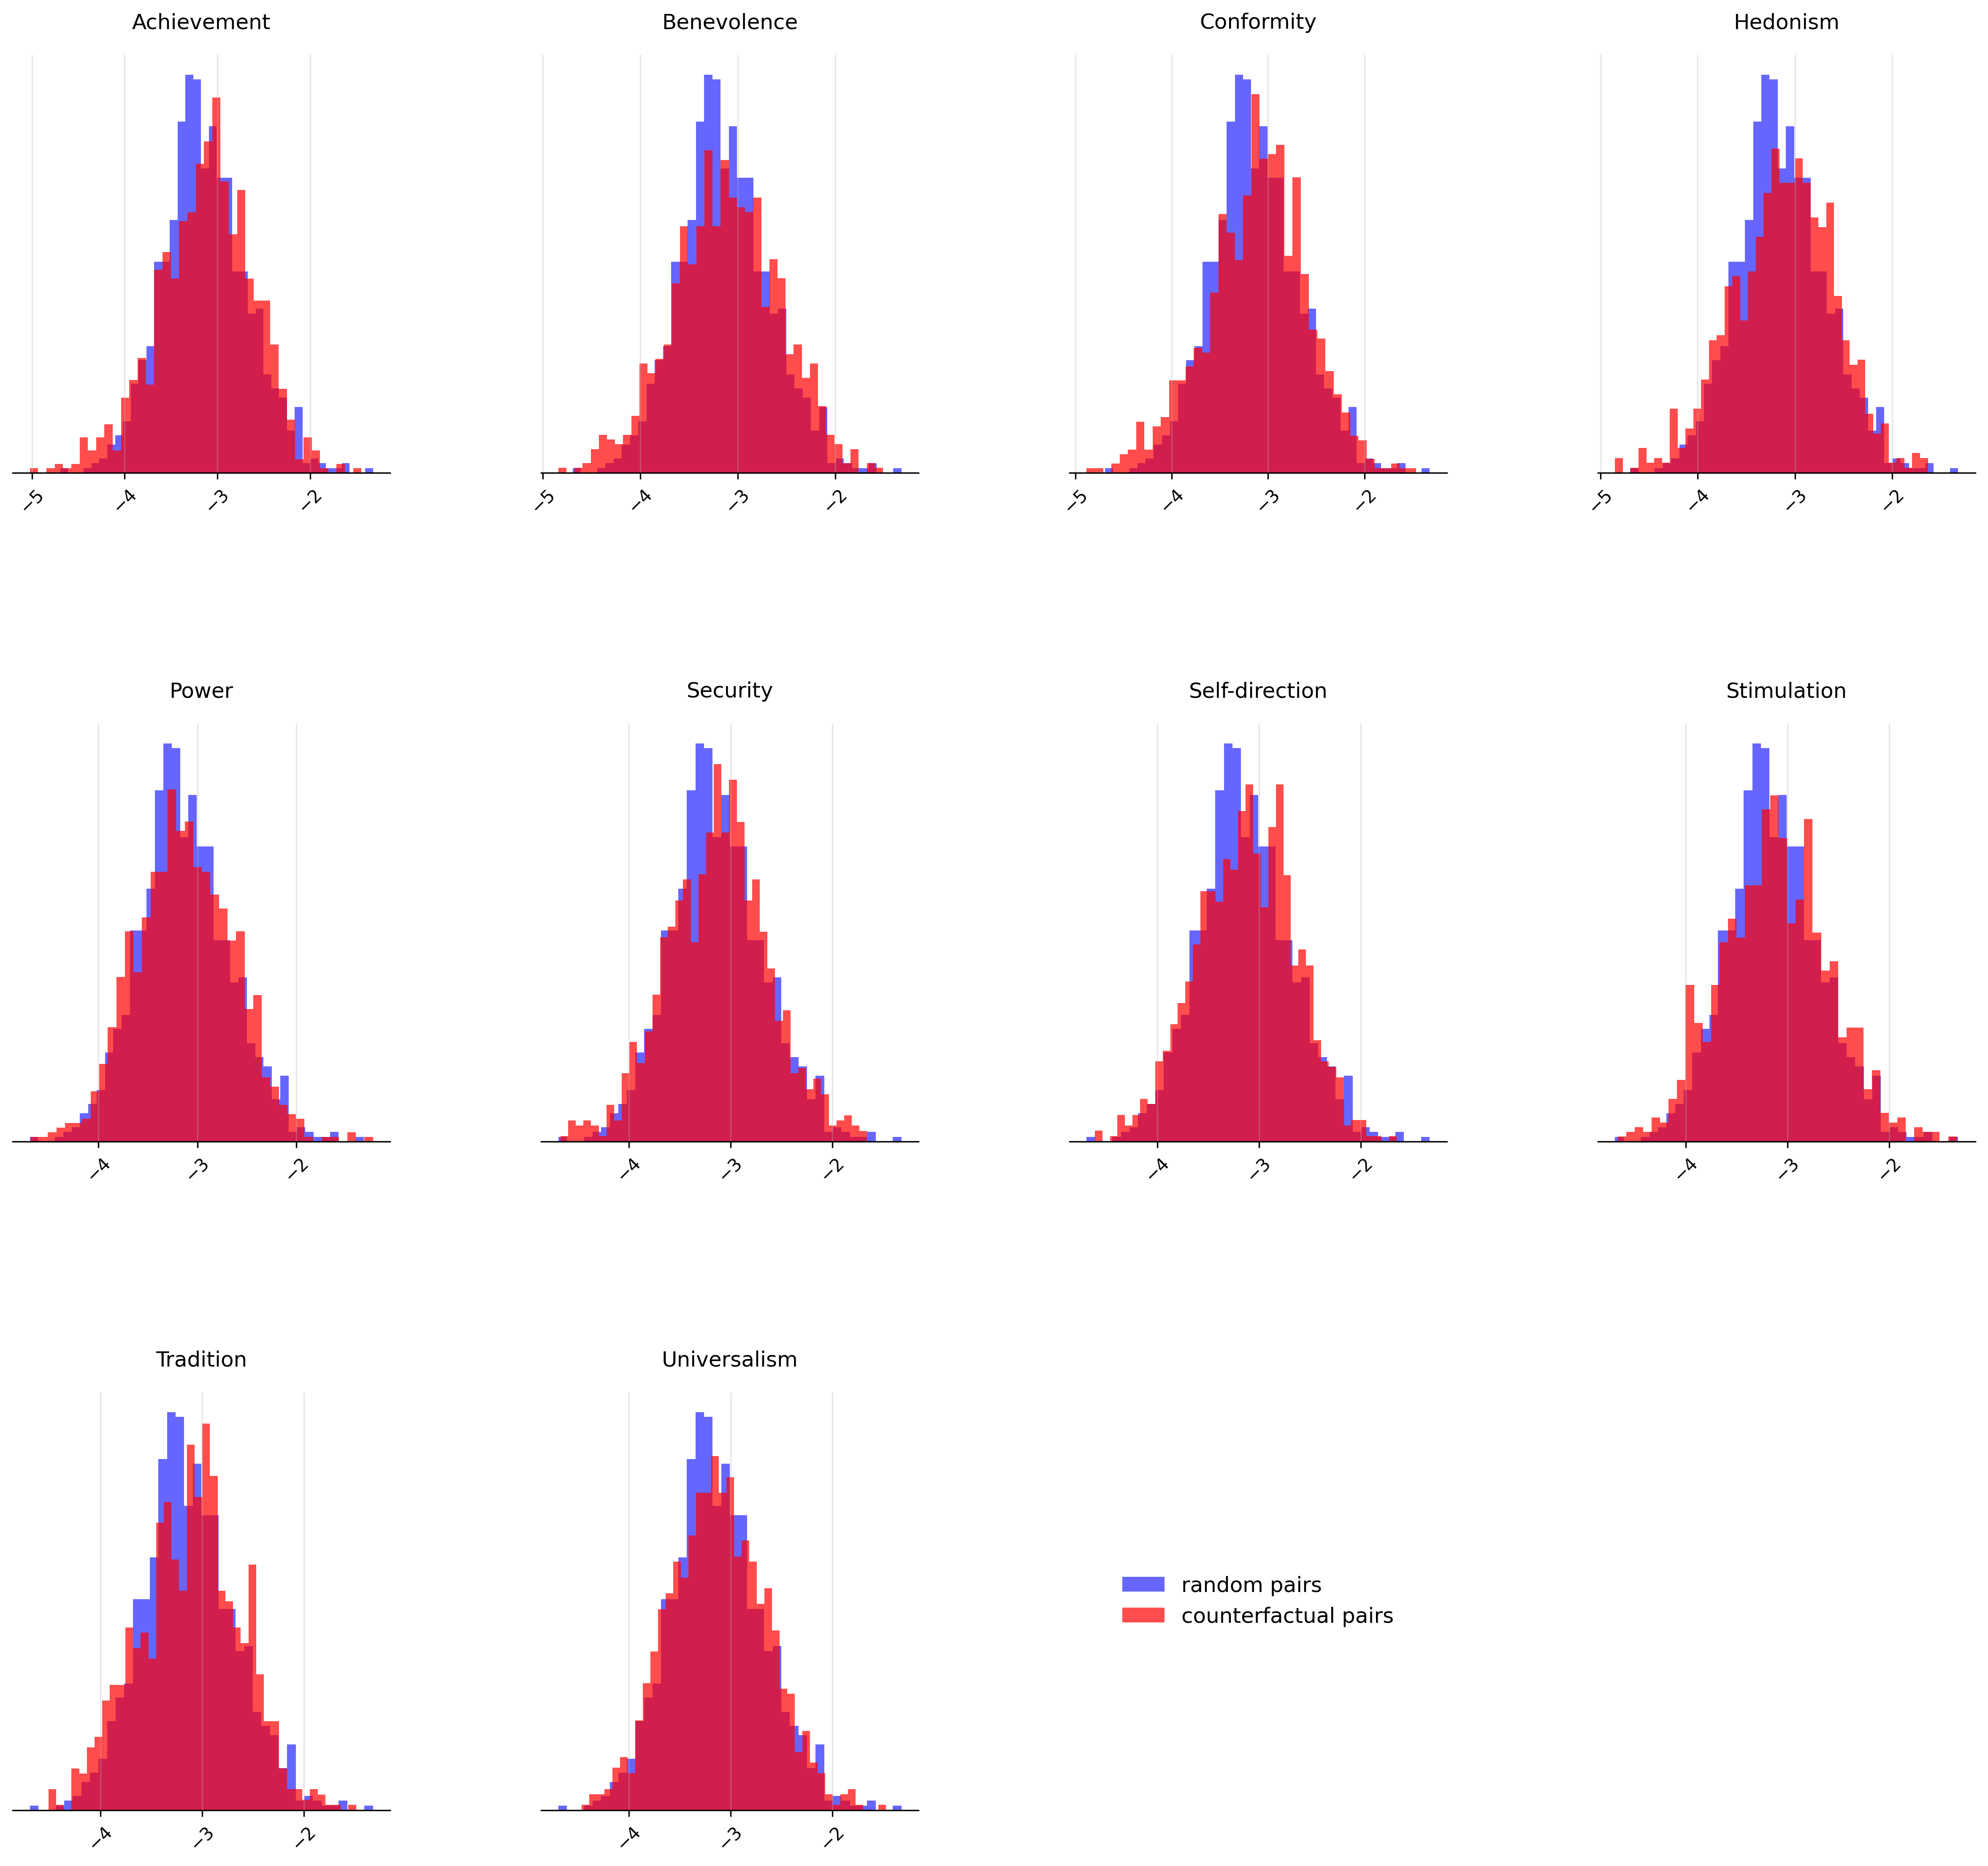 Achievement
Benevolence
Conformity
Hedonism
−5
−4
−3
−2
−5
−4
−3
−2
−5
−4
−3
−2
−5
−4
−3
−2
Power
Security
Self-direction
Stimulation
−4
−3
−2
−4
−3
−2
−4
−3
−2
−4
−3
−2
Tradition
Universalism
random pairs
counterfactual pairs
−4
−3
−2
−4
−3
−2